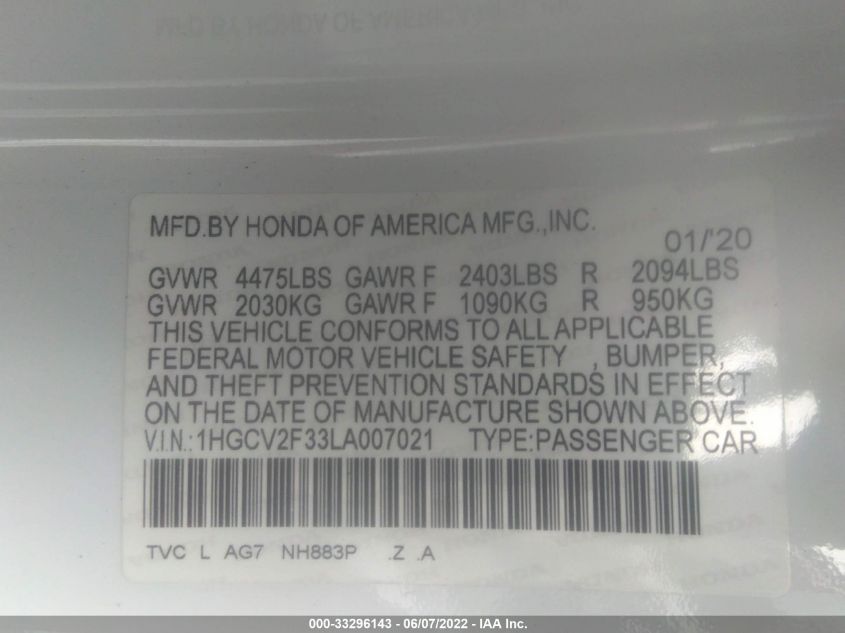 MFD.BY HONDA OF AMERICA MFG.,INC.
01/'20
GVWR 4475LBS GAWR F 2403LBS R 2094LBS
GVWR 2030KG GAWR F 1090KG R 950KG
THIS VEHICLE CONFORMS TO ALL APPLICABLE
FEDERAL MOTOR VEHICLE SAFETY , BUMPER,
AND THEFT PREVENTION STANDARDS IN EFFECT
ON THE DATE OF MANUFACTURE SHOWN ABOVE.
V.I.N.:1HGCV2F33LA007021 TYPE:PASSENGER CAR
TVC L AG7 NH883P .Z .A
000-33296143 - 06/07/2022 - IAA Inc.